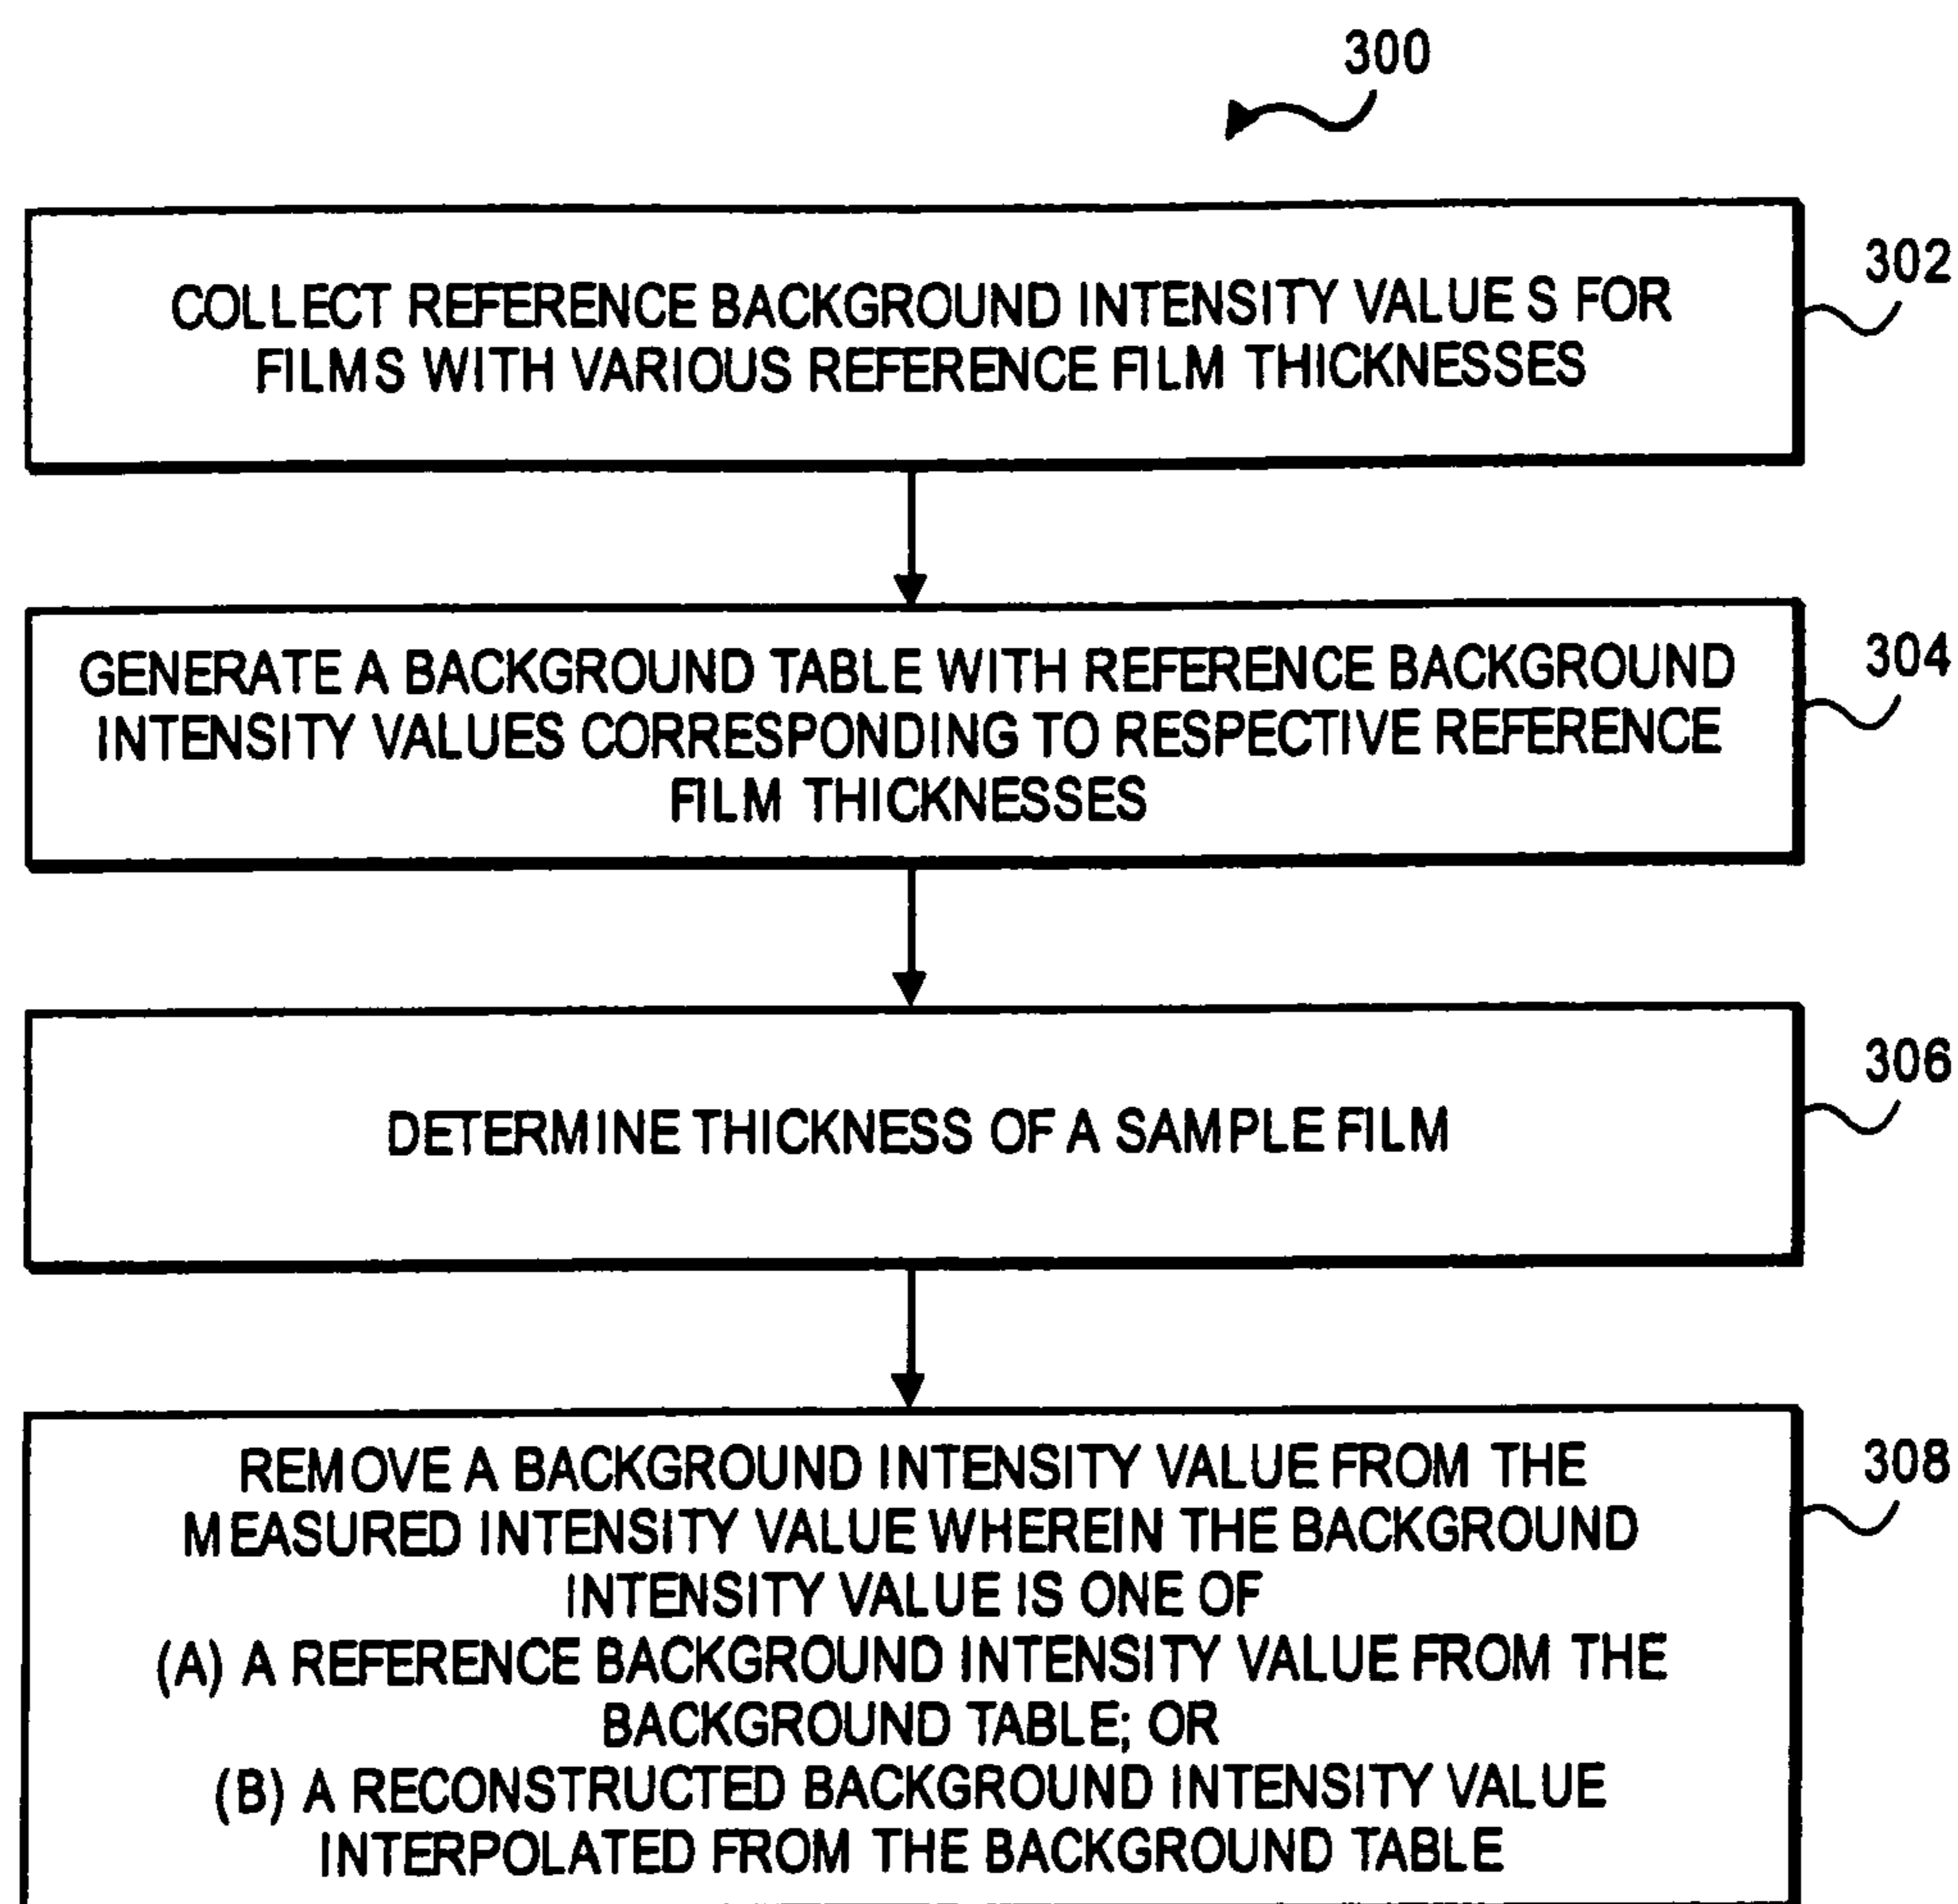 300
302
COLLECT REFERENCE BACKGROUND INTENSITY VALUE S FOR
FILMS WITH VARIOUS REFERENCE FILM THICKNESSES
304
GENERATE A BACKGROUND TABLE WITH REFERENCE BACKGROUND
INTENSITY VALUES CORRESPONDING TO RESPECTIVE REFERENCE
FILM THICKNESSES
306
DETERMINE THICKNESS OF A SAMPLE FILM
308
REMOVE A BACKGROUND INTENSITY VALUE FROM THE
MEASURED INTENSITY VALUE WHEREIN THE BACKGROUND
INTENSITY VALUE IS ONE OF
(A) A REFERENCE BACKGROUND INTENSITY VALUE FROM THE
BACKGROUND TABLE; OR
(B) A RECONSTRUCTED BACKGROUND INTENSITY VALUE
INTERPOLATED FROM THE BACKGROUND TABLE